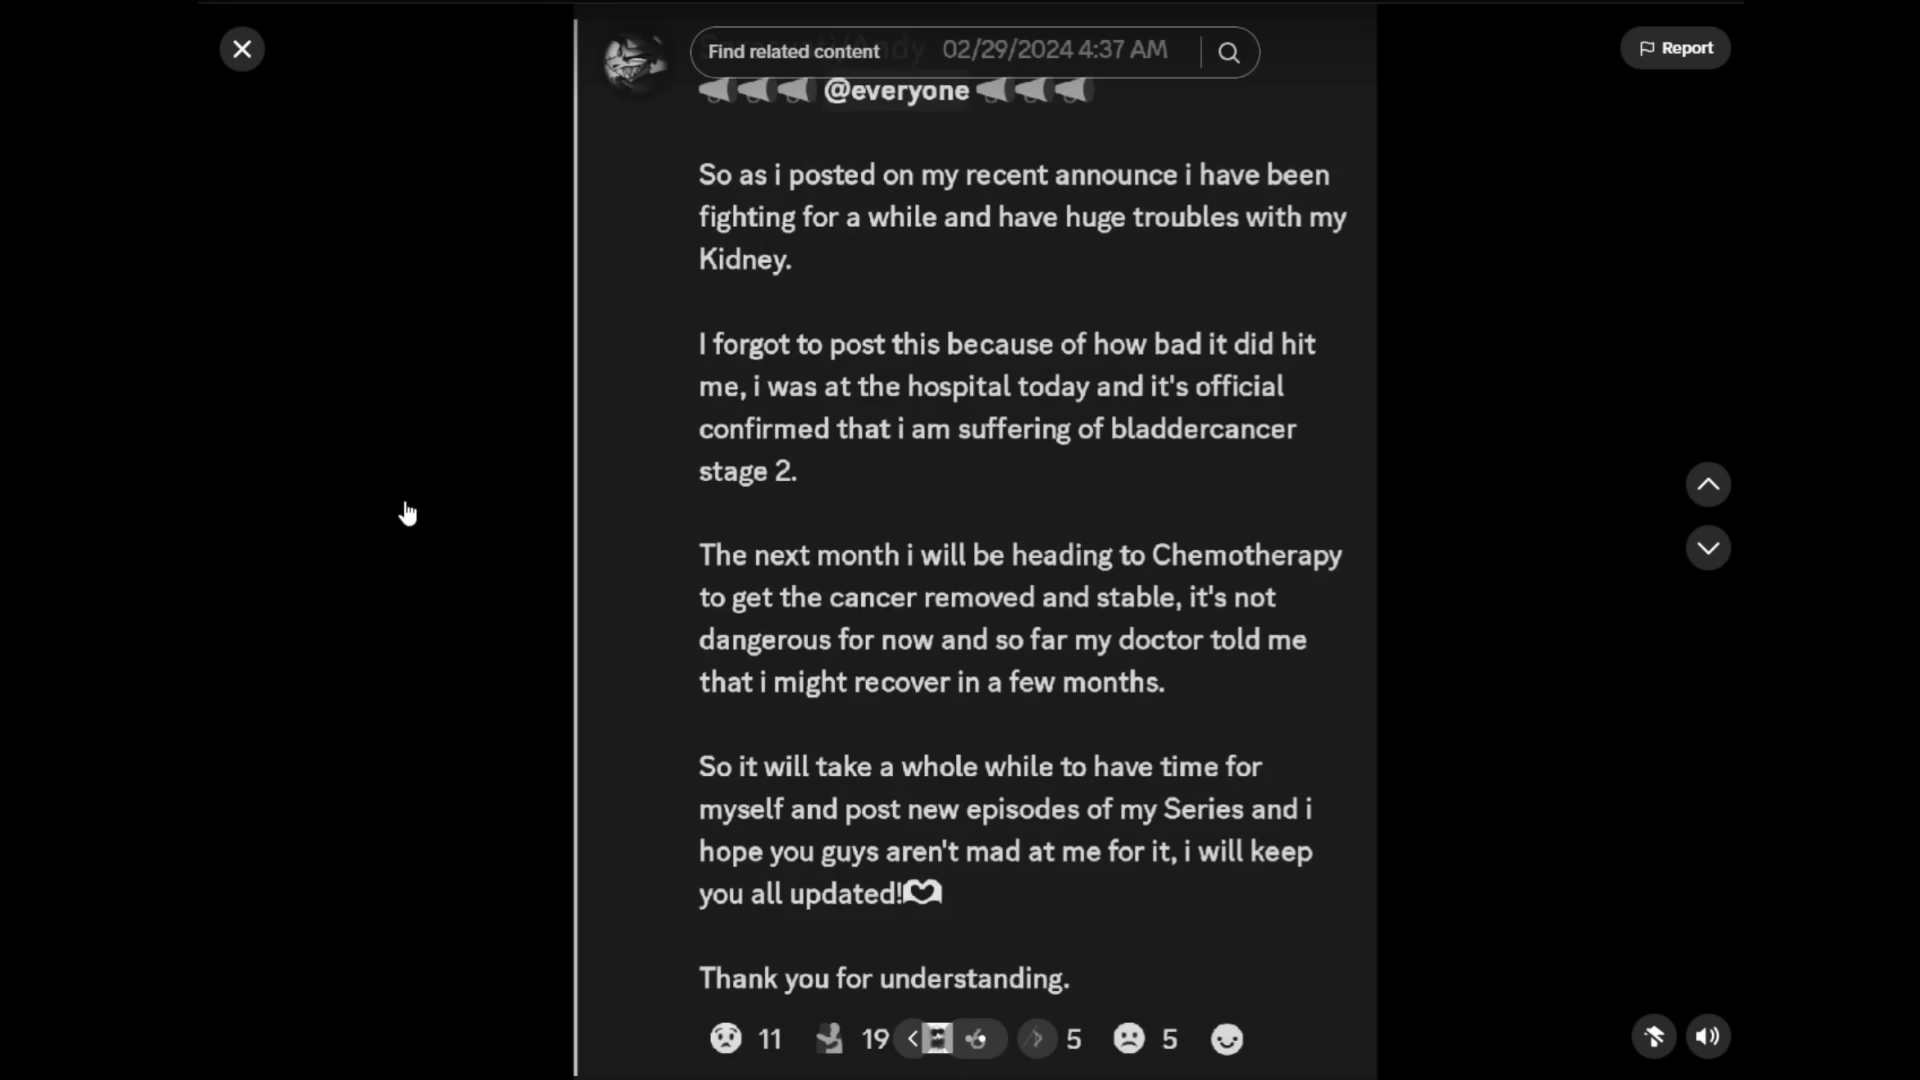 Find related content
02/29/2024 4:37 AM
Report
@everyone
So as i posted on my recent announce i have been
fighting for a while and have huge troubles with my
Kidney.
I forgot to post this because of how bad it did hit
me, i was at the hospital today and it's official
confirmed that i am suffering of bladdercancer
stage 2.
The next month i will be heading to Chemotherapy
to get the cancer removed and stable, it's not
dangerous for now and so far my doctor told me
that i might recover in a few months.
So it will take a whole while to have time for
myself and post new episodes of my Series and i
hope you guys aren't mad at me for it, i will keep
you all updated!
Thank you for understanding.
11 19 5 5